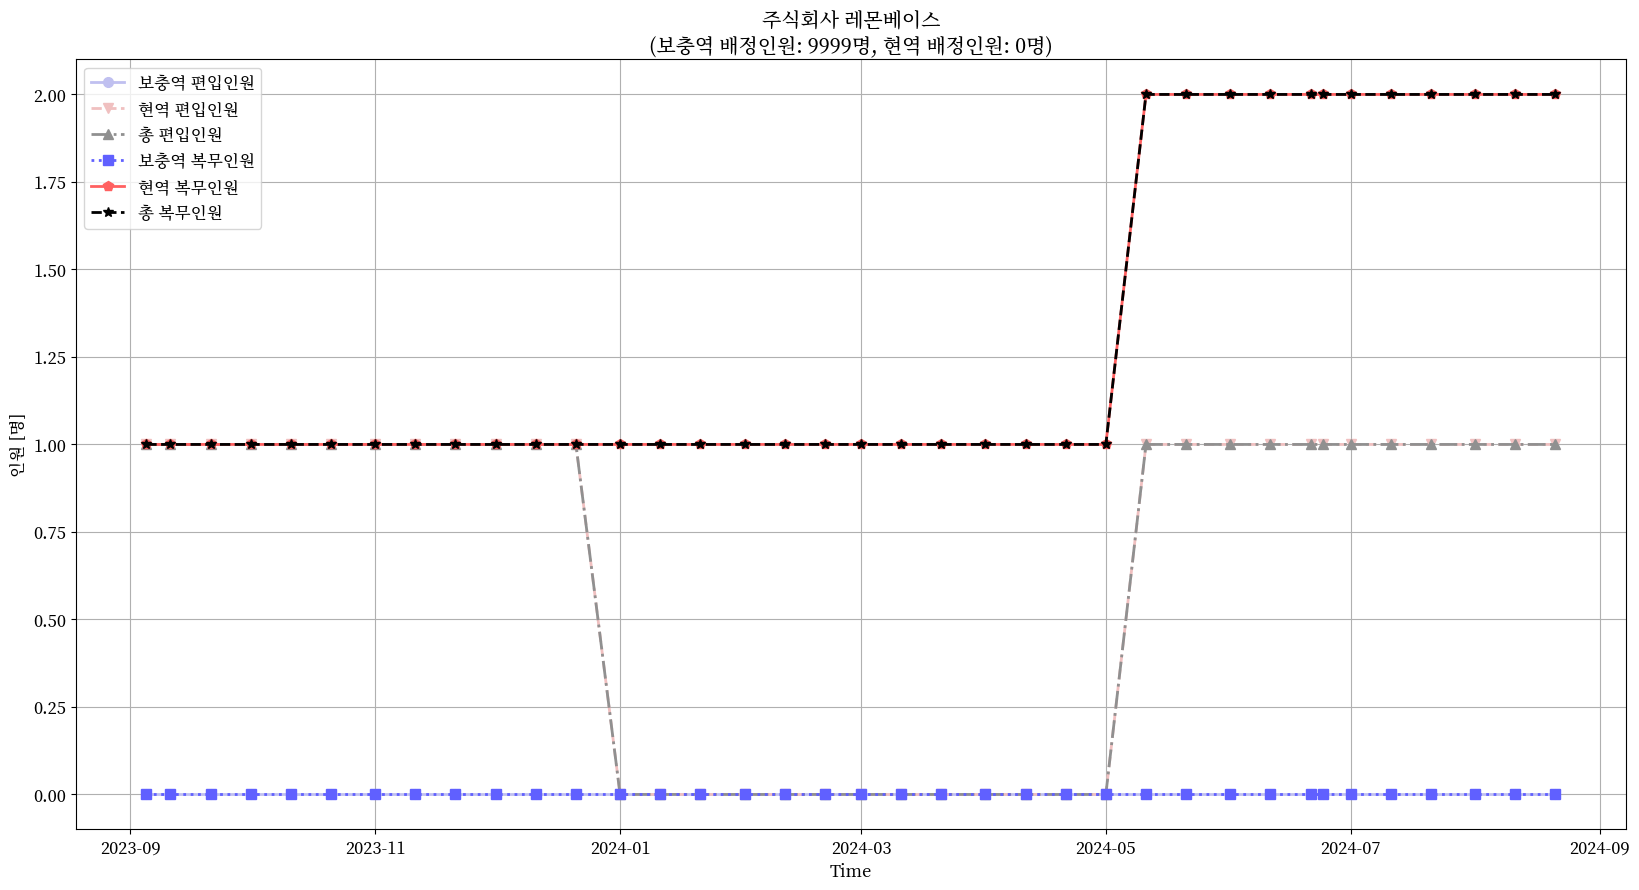 주식회사 레몬베이스
(보충역 배정인원: 9999명, 현역 배정인원: 0명)
보충역 편입인원
현역 편입인원
총 편입인원
보충역 복무인원
현역 복무인원
총 복무인원
2.00
1.75
1.50
1.25
1.00
0.75
0.50
0.25
0.00
인원 [명]
2023-09
2023-11
2024-01
2024-03
2024-05
2024-07
2024-09
Time